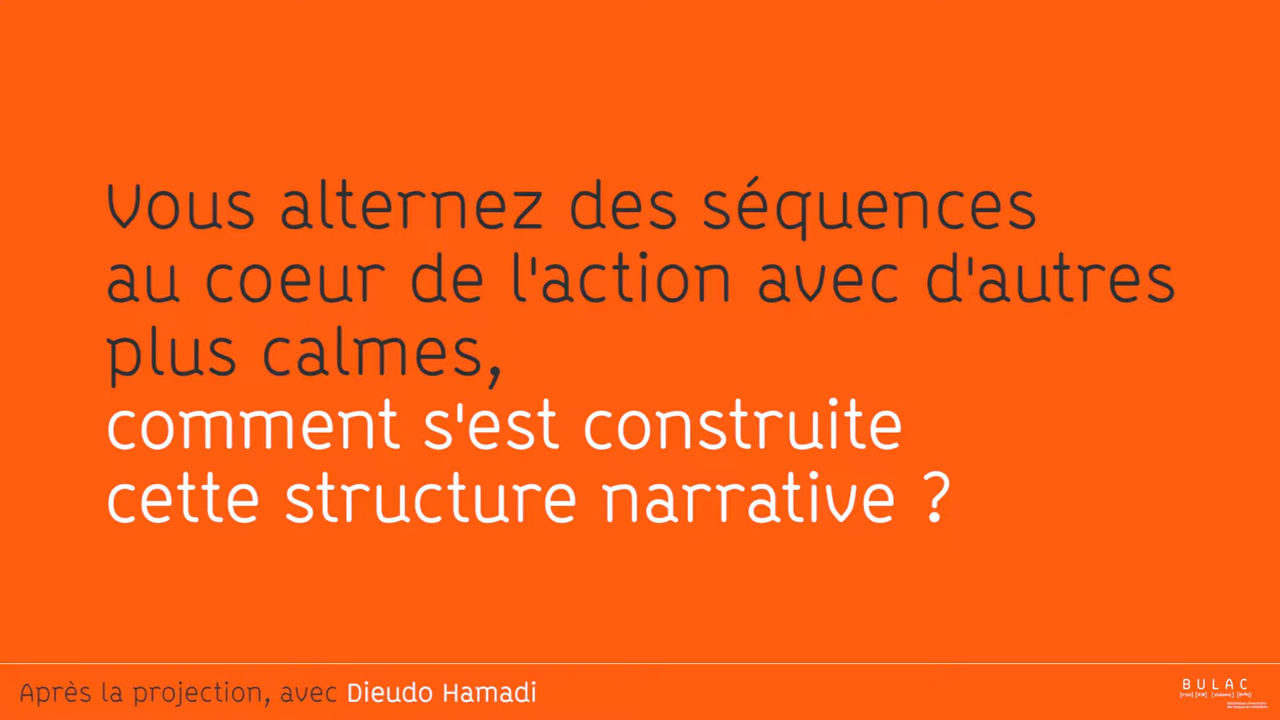 Vous alternez des séquences
au coeur de l'action avec d'autres
plus calmes,
comment s'est construite
cette structure narrative ?
Après la projection, avec Dieudo Hamadi
BULAC